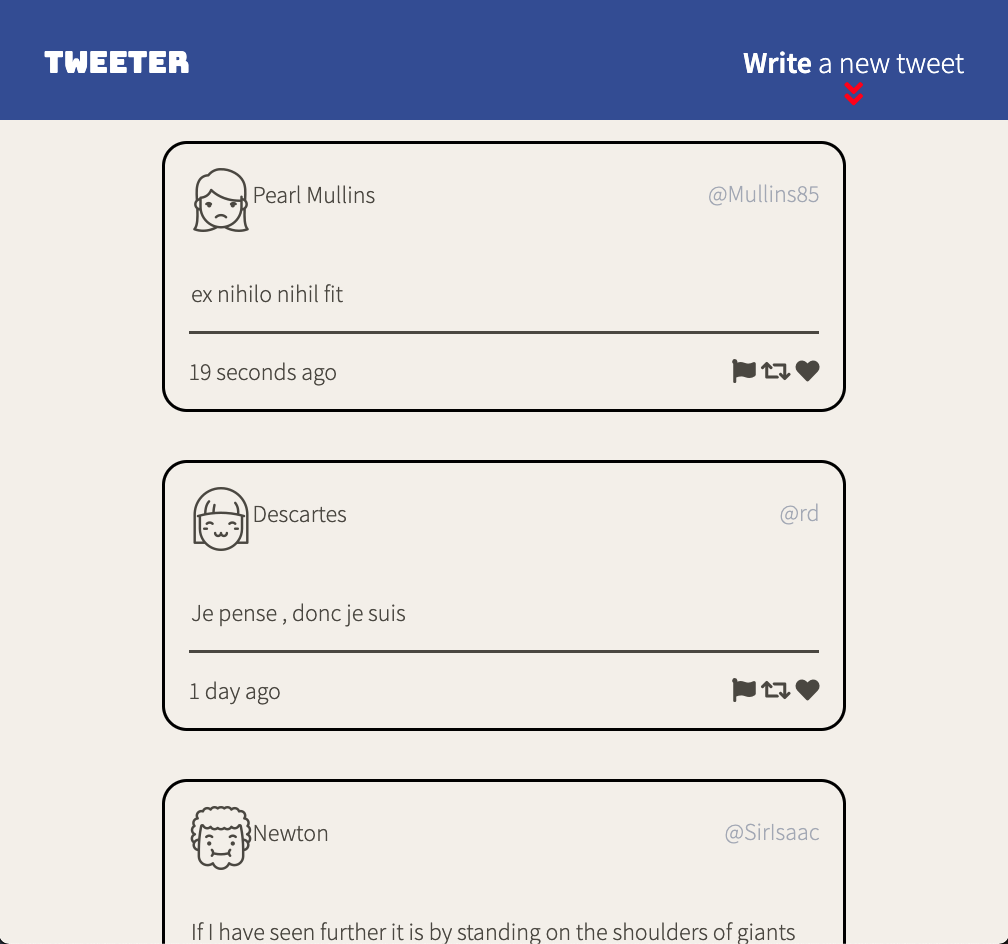 TWEETER
Write a new tweet
Pearl Mullins @Mullins85
ex nihilo nihil fit
19 seconds ago
Descartes @rd
Je pense , donc je suis
1 day ago
Newton @SirIsaac
If I have seen further it is by standing on the shoulders of giants